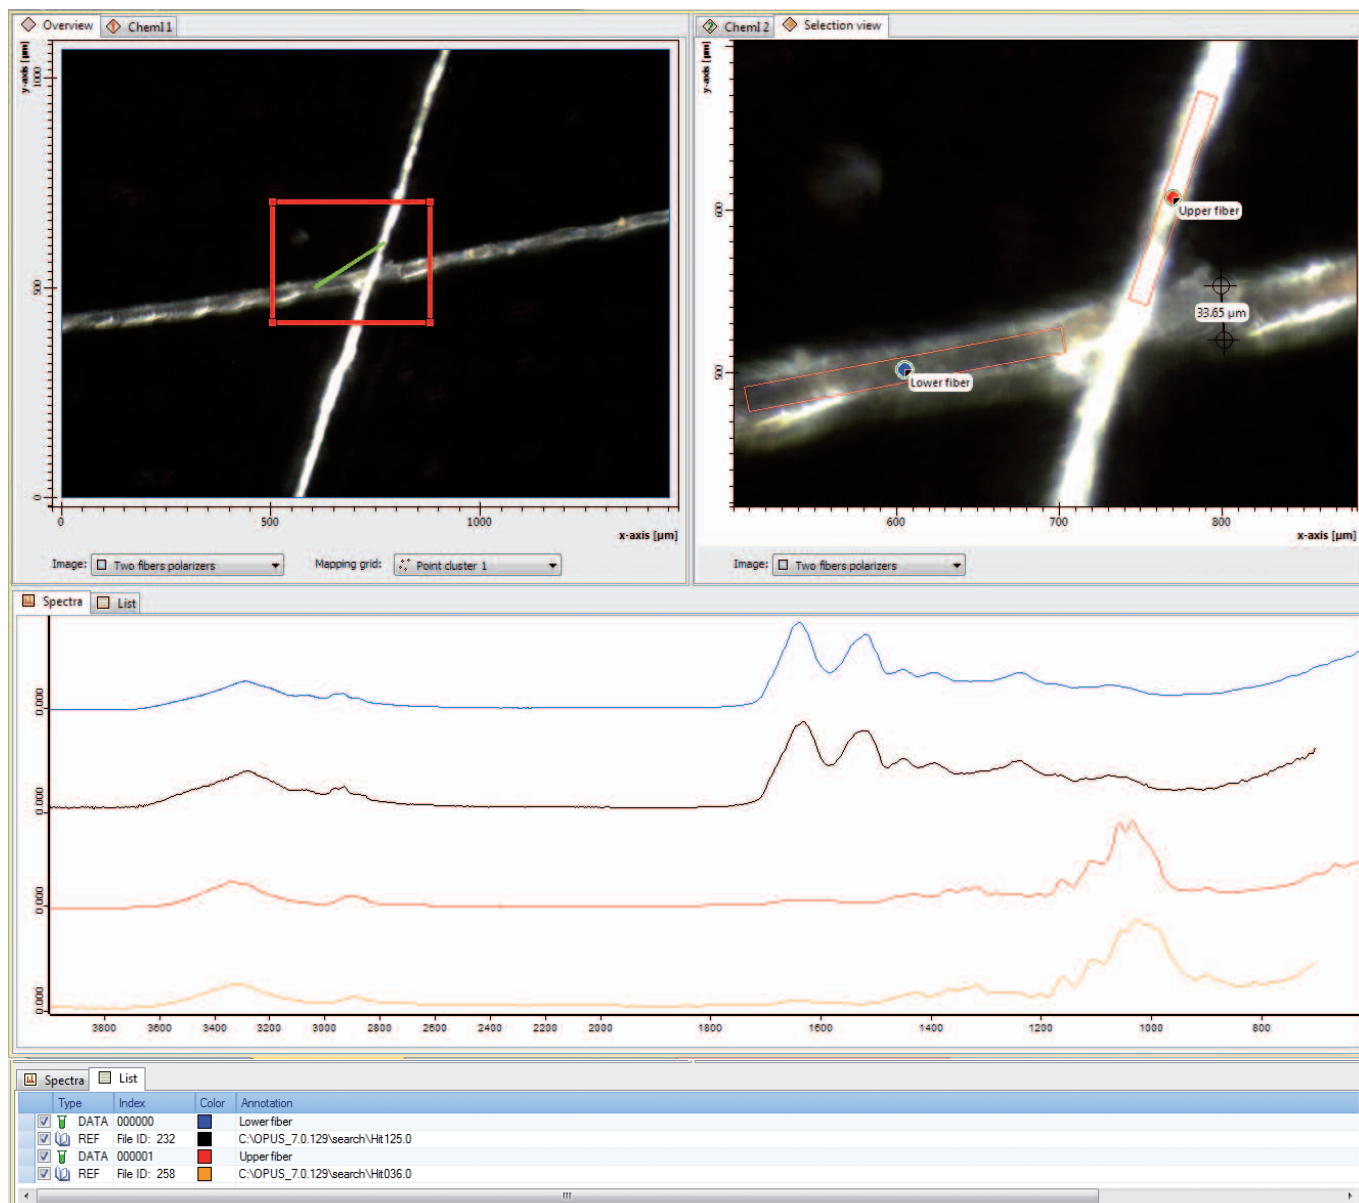 Overview ChemI1
y-axis [µm]
1000
500
0
0 500 1000
x-axis [µm]
Image: Two fibers polarizers Mapping grid: Point cluster 1
ChemI 2 Selection view
y-axis [µm]
600
500
Upper fiber
33.65 µm
Lower fiber
600 700 800
x-axis [µm]
Image: Two fibers polarizers
Spectra List
0.000
0.000
0.000
0.000
3800 3600 3400 3200 3000 2800 2600 2400 2200 2000 1800 1600 1400 1200 1000 800
Spectra List
Type Index Color Annotation
DATA 000000 Lower fiber
REF File ID: 232 C:\OPUS_7.0.129\search\Hit125.0
DATA 000001 Upper fiber
REF File ID: 258 C:\OPUS_7.0.129\search\Hit036.0